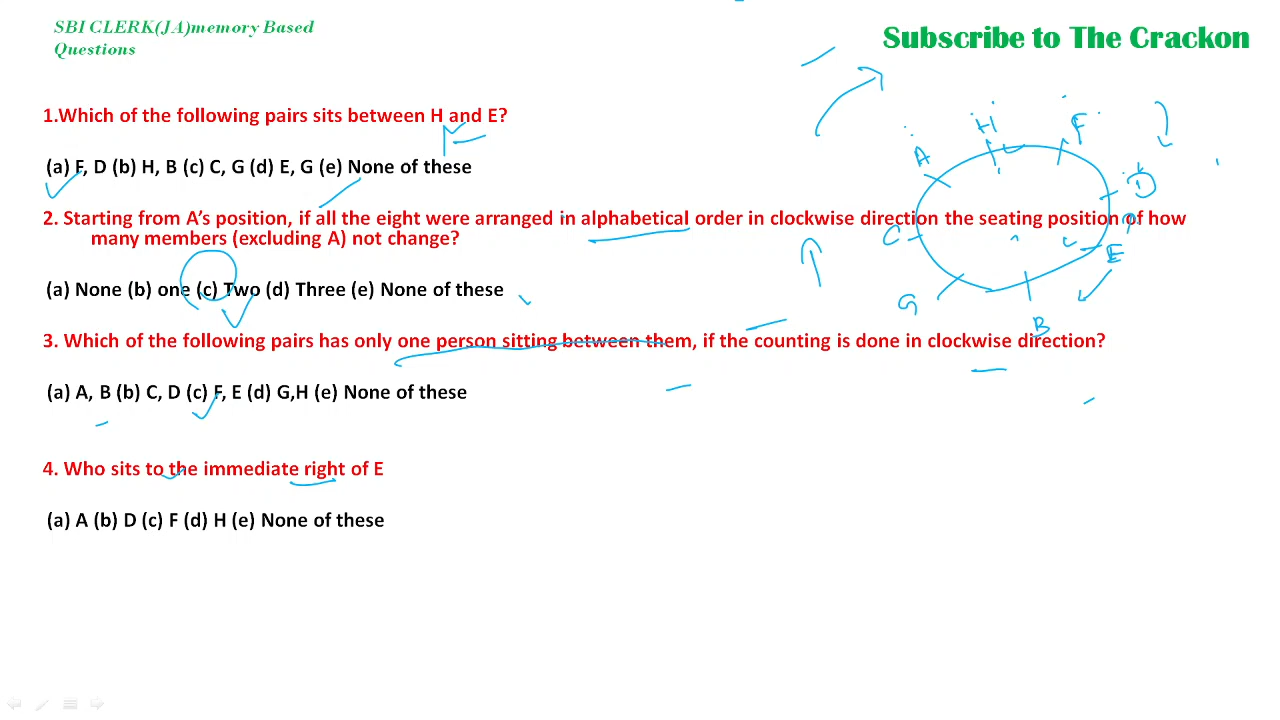 SBI CLERK(JA)memory Based
Questions
Subscribe to The Crackon
1.Which of the following pairs sits between H and E?
(a) F, D (b) H, B (c) C, G (d) E, G (e) None of these
2. Starting from A's position, if all the eight were arranged in alphabetical order in clockwise direction the seating position of how
many members (excluding A) not change?
(a) None (b) one (c) Two (d) Three (e) None of these
3. Which of the following pairs has only one person sitting between them, if the counting is done in clockwise direction?
(a) A, B (b) C, D (c) F, E (d) G,H (e) None of these
4. Who sits to the immediate right of E
(a) A (b) D (c) F (d) H (e) None of these
H
F
A
D
C
E
G
B